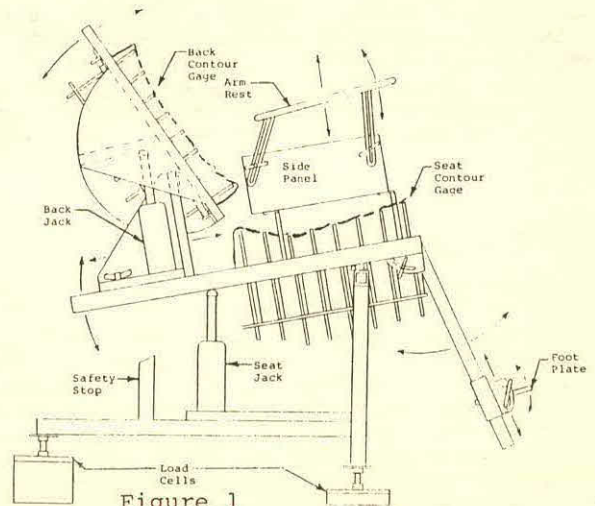 Back
Contour
Gage
Arm
Rest
Side
Panel
Seat
Contour
Gage
Back
Jack
Safety
Stop
Seat
Jack
Foot
Plate
Load
Cells
Figure 1